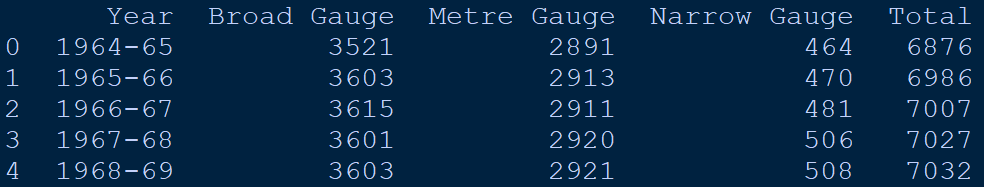 Year Broad Gauge Metre Gauge Narrow Gauge Total
0 1964-65 3521 2891 464 6876
1 1965-66 3603 2913 470 6986
2 1966-67 3615 2911 481 7007
3 1967-68 3601 2920 506 7027
4 1968-69 3603 2921 508 7032